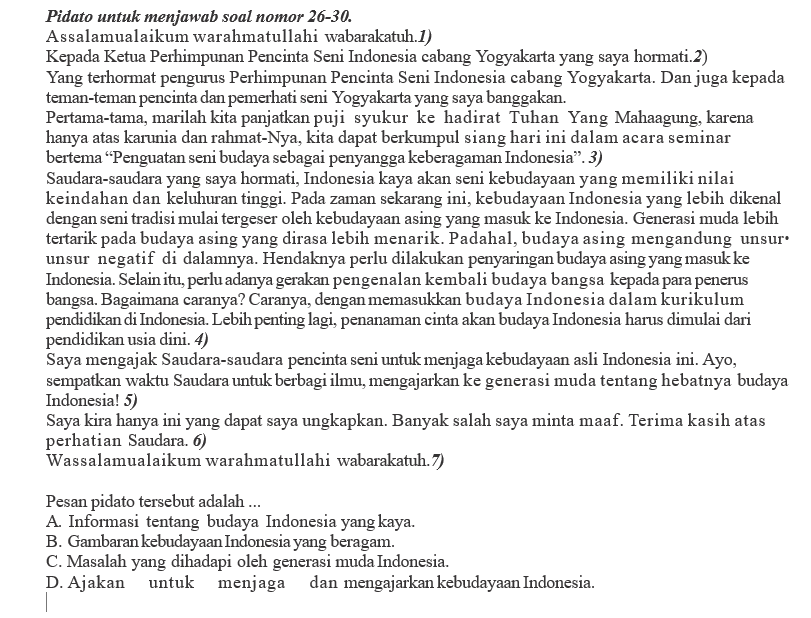 Pidato untuk menjawab soal nomor 26-30.
Assalamualaikum warahmatullahi wabarakatuh.1)
Kepada Ketua Perhimpunan Pencinta Seni Indonesia cabang Yogyakarta yang saya hormati.2)
Yang terhormat pengurus Perhimpunan Pencinta Seni Indonesia cabang Yogyakarta. Dan juga kepada
teman-teman pencinta dan pemerhati seni Yogyakarta yang saya banggakan.
Pertama-tama, marilah kita panjatkan puji syukur ke hadirat Tuhan Yang Mahaagung, karena
hanya atas karunia dan rahmat-Nya, kita dapat berkumpul siang hari ini dalam acara seminar
bertema “Penguatan seni budaya sebagai penyangga keberagaman Indonesia”. 3)
Saudara-saudara yang saya hormati, Indonesia kaya akan seni kebudayaan yang memiliki nilai
keindahan dan keluhuran tinggi. Pada zaman sekarang ini, kebudayaan Indonesia yang lebih dikenal
dengan seni tradisi mulai tergeser oleh kebudayaan asing yang masuk ke Indonesia. Generasi muda lebih
tertarik pada budaya asing yang dirasa lebih menarik. Padahal, budaya asing mengandung unsur•
unsur negatif di dalamnya. Hendaknya perlu dilakukan penyaringan budaya asing yang masuk ke
Indonesia. Selain itu, perlu adanya gerakan pengenalan kembali budaya bangsa kepada para penerus
bangsa. Bagaimana caranya? Caranya, dengan memasukkan budaya Indonesia dalam kurikulum
pendidikan di Indonesia. Lebih penting lagi, penanaman cinta akan budaya Indonesia harus dimulai dari
pendidikan usia dini. 4)
Saya mengajak Saudara-saudara pencinta seni untuk menjaga kebudayaan asli Indonesia ini. Ayo,
sempatkan waktu Saudara untuk berbagi ilmu, mengajarkan ke generasi muda tentang hebatnya budaya
Indonesia! 5)
Saya kira hanya ini yang dapat saya ungkapkan. Banyak salah saya minta maaf. Terima kasih atas
perhatian Saudara. 6)
Wassalamualaikum warahmatullahi wabarakatuh.7)
Pesan pidato tersebut adalah ...
A. Informasi tentang budaya Indonesia yang kaya.
B. Gambaran kebudayaan Indonesia yang beragam.
C. Masalah yang dihadapi oleh generasi muda Indonesia.
D. Ajakan untuk menjaga dan mengajarkan kebudayaan Indonesia.